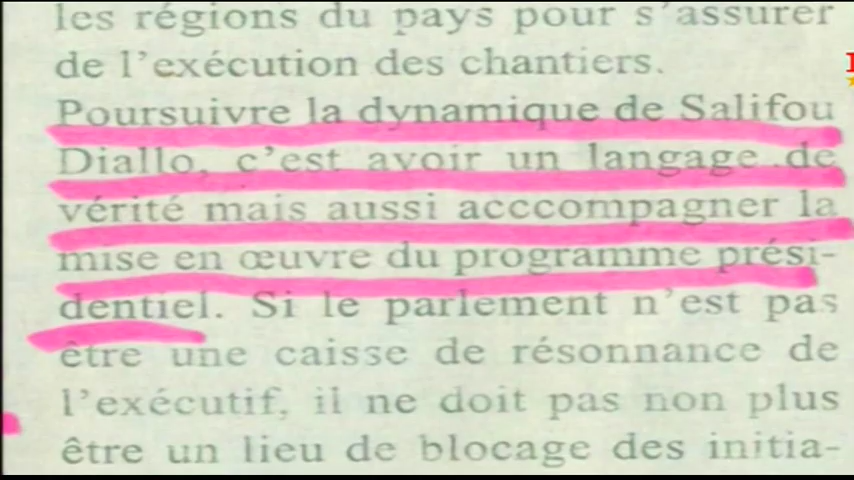 les régions du pays pour s'assurer
de l'exécution des chantiers.
Poursuivre la dynamique de Salifou
Diallo, c'est avoir un langage de
vérité mais aussi acccompagner la
mise en œuvre du programme prési-
dentiel. Si le parlement n'est pas
être une caisse de résonnance de
l'exécutif, il ne doit pas non plus
être un lieu de blocage des initia-